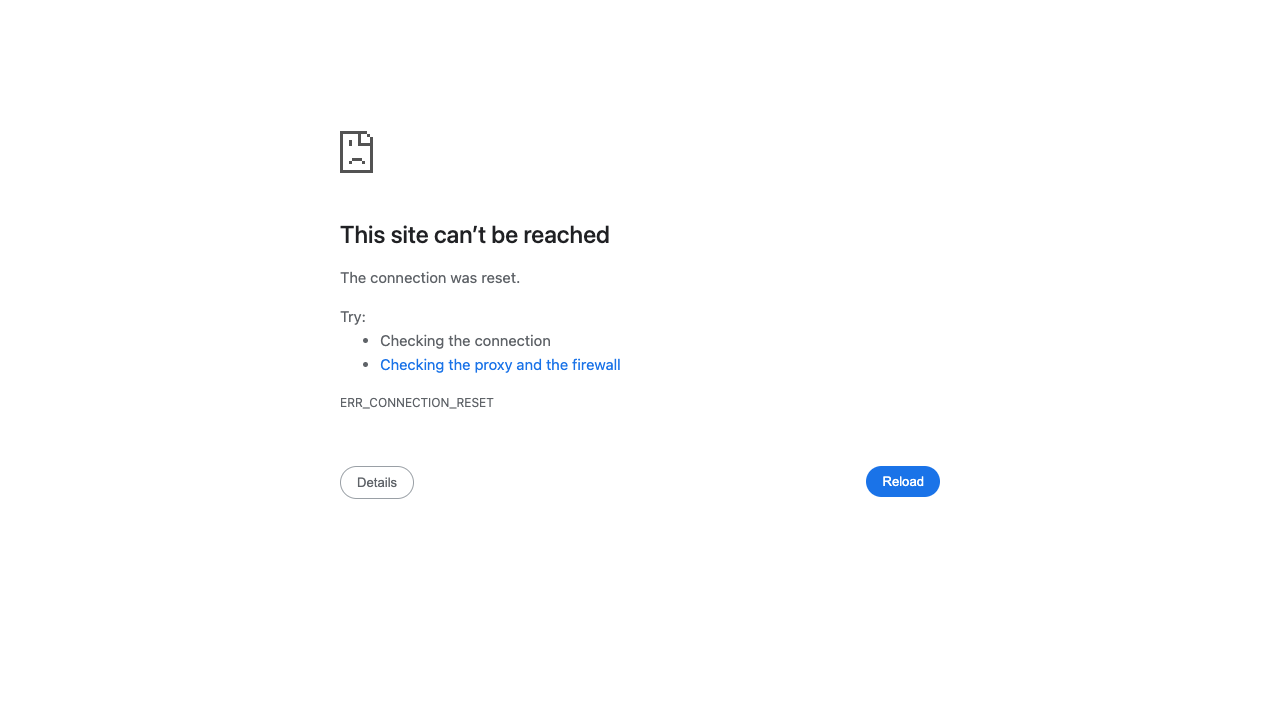 This site can’t be reached
The connection was reset.
Try:
Checking the connection
Checking the proxy and the firewall
ERR_CONNECTION_RESET
Details
Reload